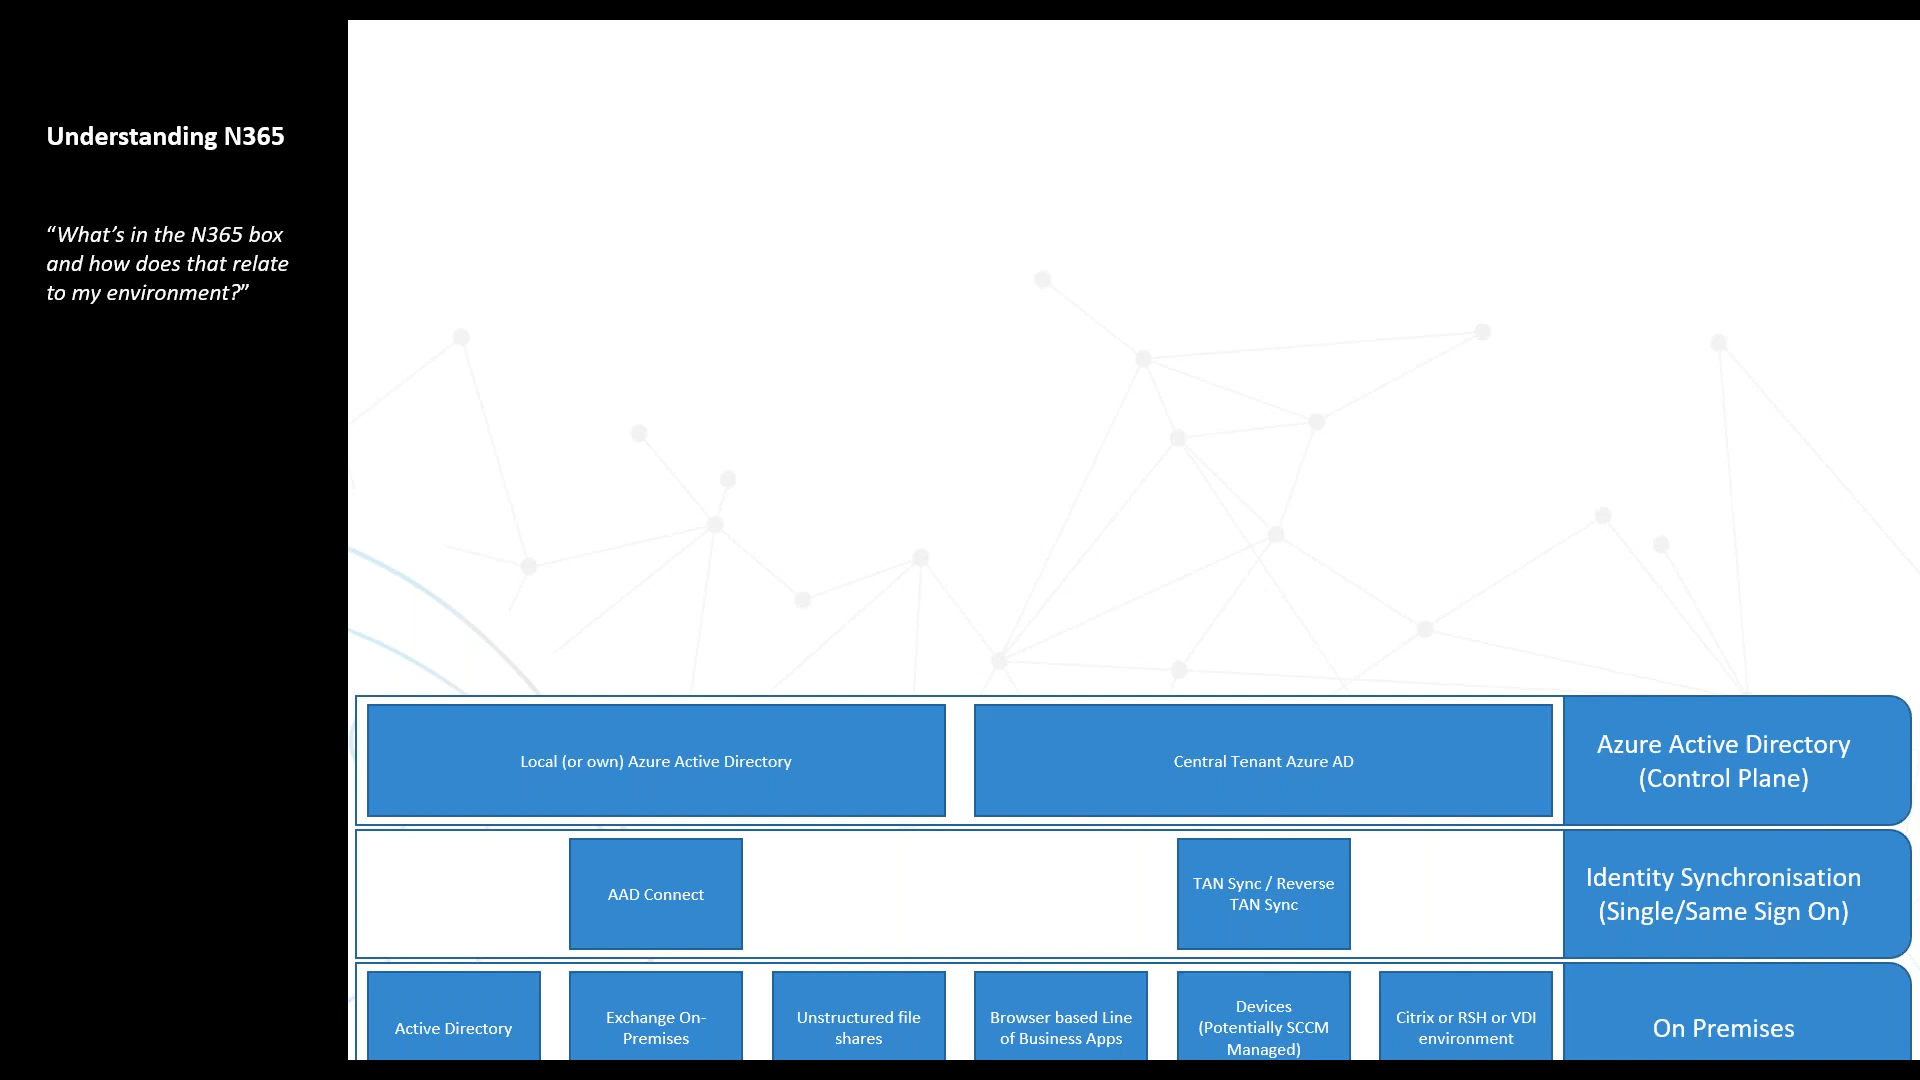 Understanding N365
“What’s in the N365 box
and how does that relate
to my environment?”
Local (or own) Azure Active Directory
Central Tenant Azure AD
Azure Active Directory
(Control Plane)
AAD Connect
TAN Sync / Reverse
TAN Sync
Identity Synchronisation
(Single/Same Sign On)
Active Directory
Exchange On-
Premises
Unstructured file
shares
Browser based Line
of Business Apps
Devices
(Potentially SCCM
Managed)
Citrix or RSH or VDI
environment
On Premises